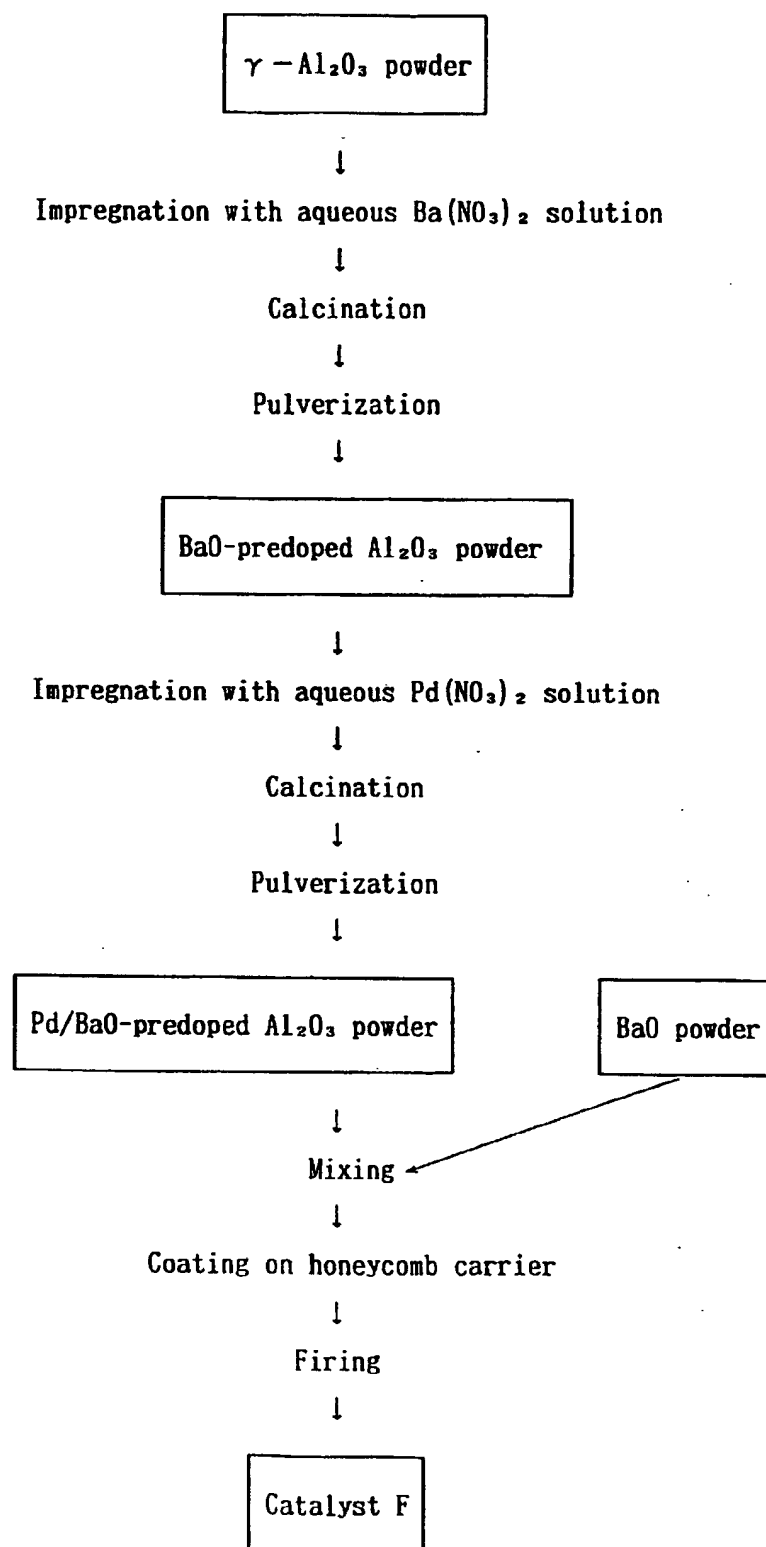 γ-Al₂O₃ powder
↓
Impregnation with aqueous Ba(NO₃)₂ solution
↓
Calcination
↓
Pulverization
↓
BaO-predoped Al₂O₃ powder
↓
Impregnation with aqueous Pd(NO₃)₂ solution
↓
Calcination
↓
Pulverization
↓
Pd/BaO-predoped Al₂O₃ powder BaO powder
↓
Mixing
↓
Coating on honeycomb carrier
↓
Firing
↓
Catalyst F